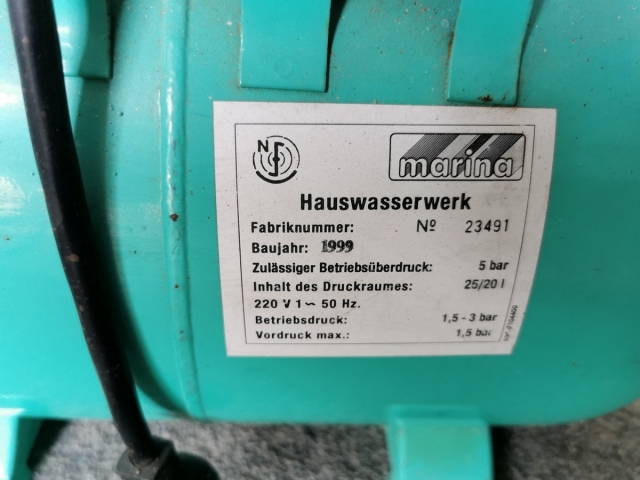 marina
Hauswasserwerk
Fabriknummer: Nº 23491
Baujahr: 1999
Zulässiger Betriebsüberdruck: 5 bar
Inhalt des Druckraumes: 25/20 l
220 V 1 ~ 50 Hz.
Betriebsdruck: 1,5 - 3 bar
Vordruck max.: 1,5 bar